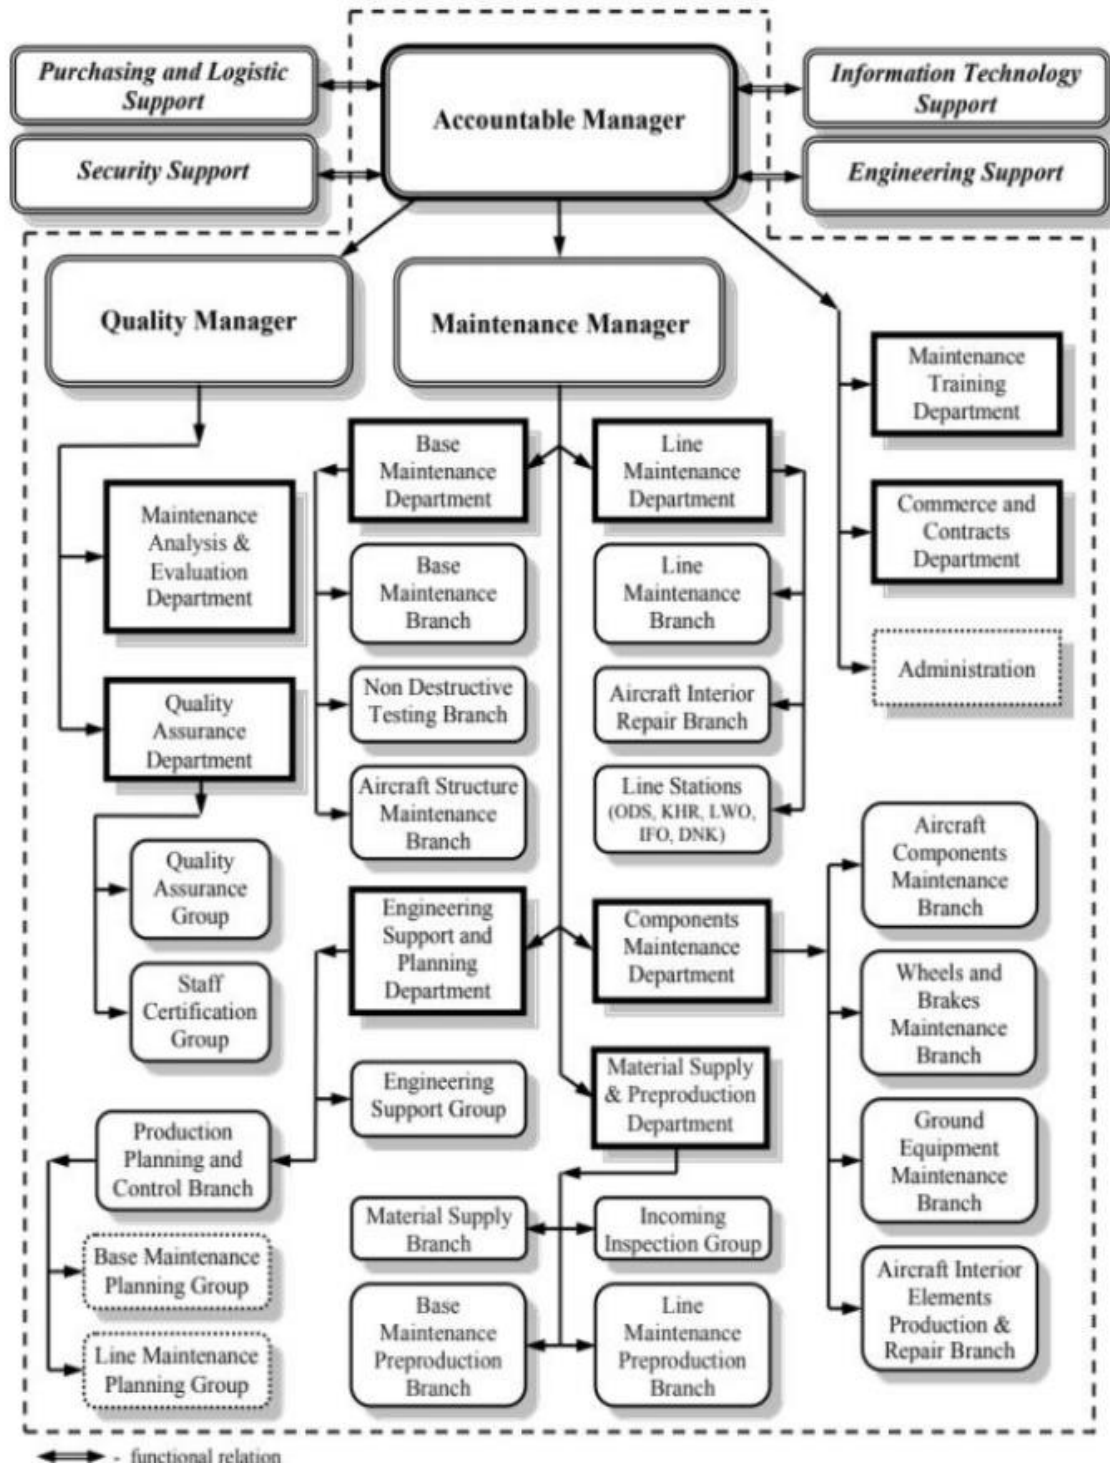 Purchasing and Logistic
Support
Security Support
Accountable Manager
Information Technology
Support
Engineering Support
Quality Manager
Maintenance Manager
Maintenance
Training
Department
Commerce and
Contracts
Department
Administration
Maintenance
Analysis &
Evaluation
Department
Quality
Assurance
Department
Quality
Assurance
Group
Staff
Certification
Group
Base
Maintenance
Department
Base
Maintenance
Branch
Non Destructive
Testing Branch
Aircraft Structure
Maintenance
Branch
Line
Maintenance
Department
Line
Maintenance
Branch
Aircraft Interior
Repair Branch
Line Stations
(ODS, KHR, LWO,
IFO, DNK)
Engineering
Support and
Planning
Department
Engineering
Support Group
Production
Planning and
Control Branch
Base Maintenance
Planning Group
Line Maintenance
Planning Group
Components
Maintenance
Department
Aircraft
Components
Maintenance
Branch
Wheels and
Brakes
Maintenance
Branch
Ground
Equipment
Maintenance
Branch
Aircraft Interior
Elements
Production &
Repair Branch
Material Supply
& Preproduction
Department
Material Supply
Branch
Incoming
Inspection Group
Base
Maintenance
Preproduction
Branch
Line
Maintenance
Preproduction
Branch
- functional relation